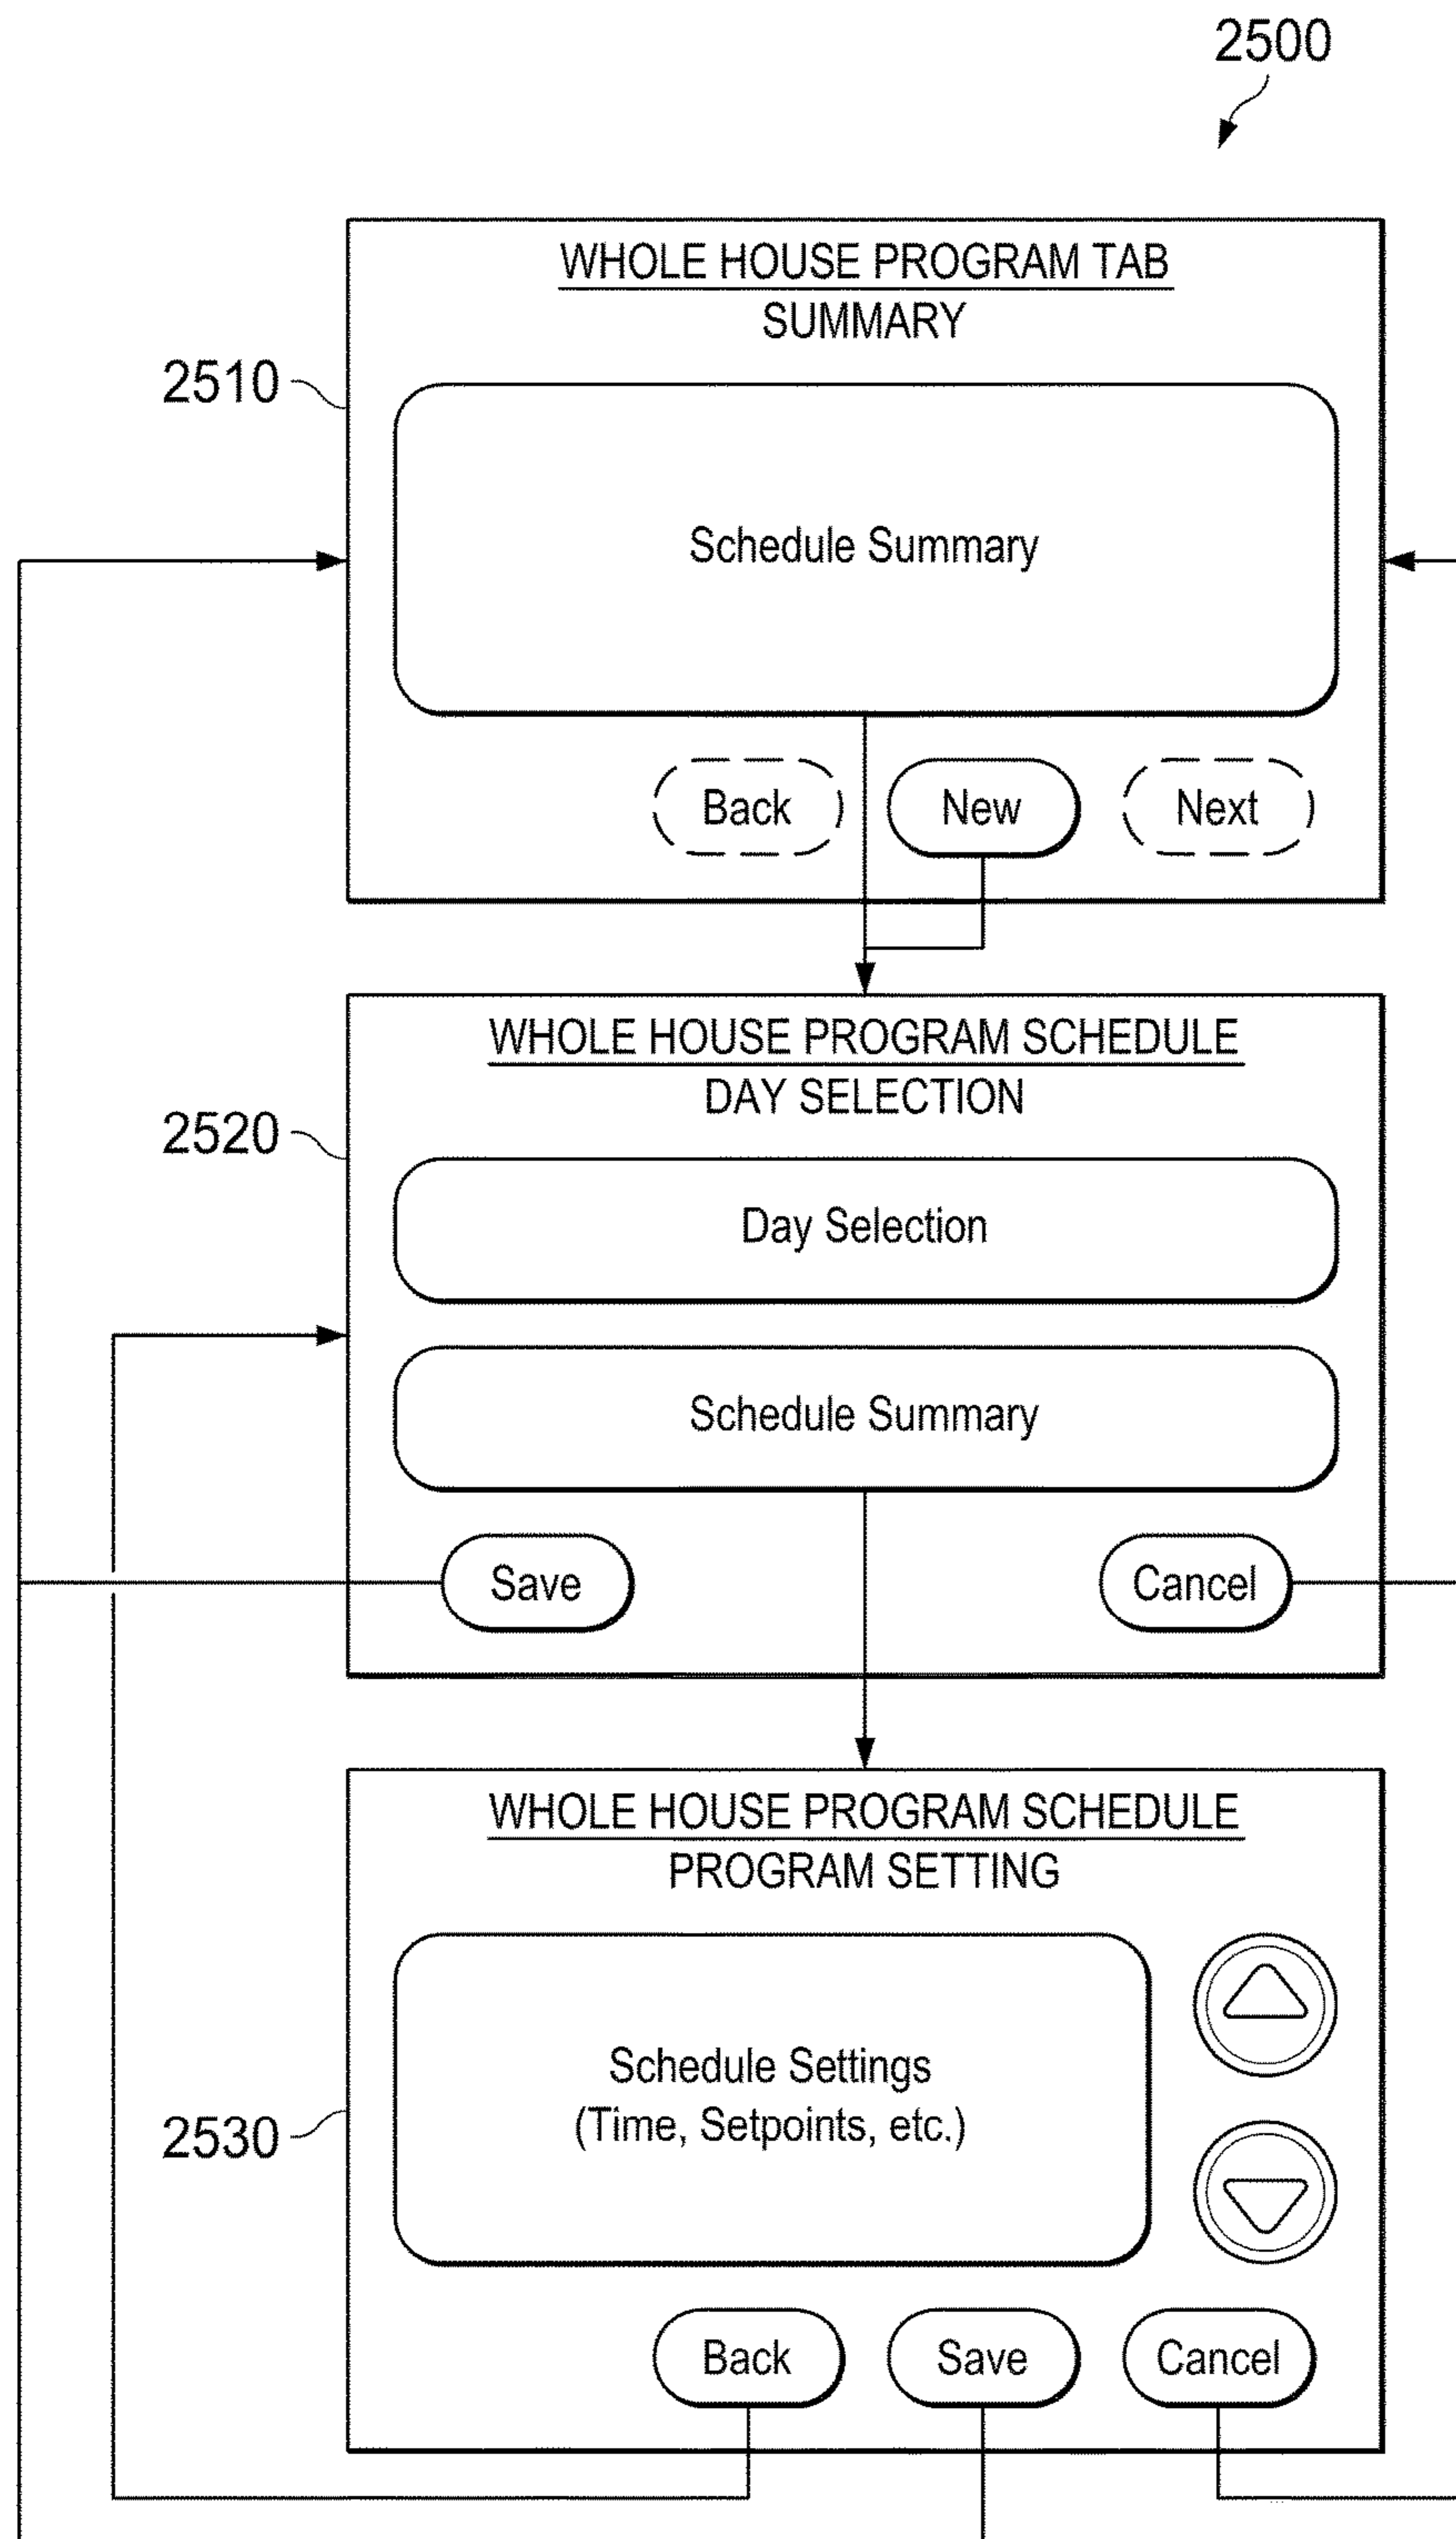 2500
WHOLE HOUSE PROGRAM TAB
SUMMARY
2510
Schedule Summary
Back New Next
WHOLE HOUSE PROGRAM SCHEDULE
DAY SELECTION
2520
Day Selection
Schedule Summary
Save Cancel
WHOLE HOUSE PROGRAM SCHEDULE
PROGRAM SETTING
Schedule Settings
(Time, Setpoints, etc.)
2530
Back Save Cancel